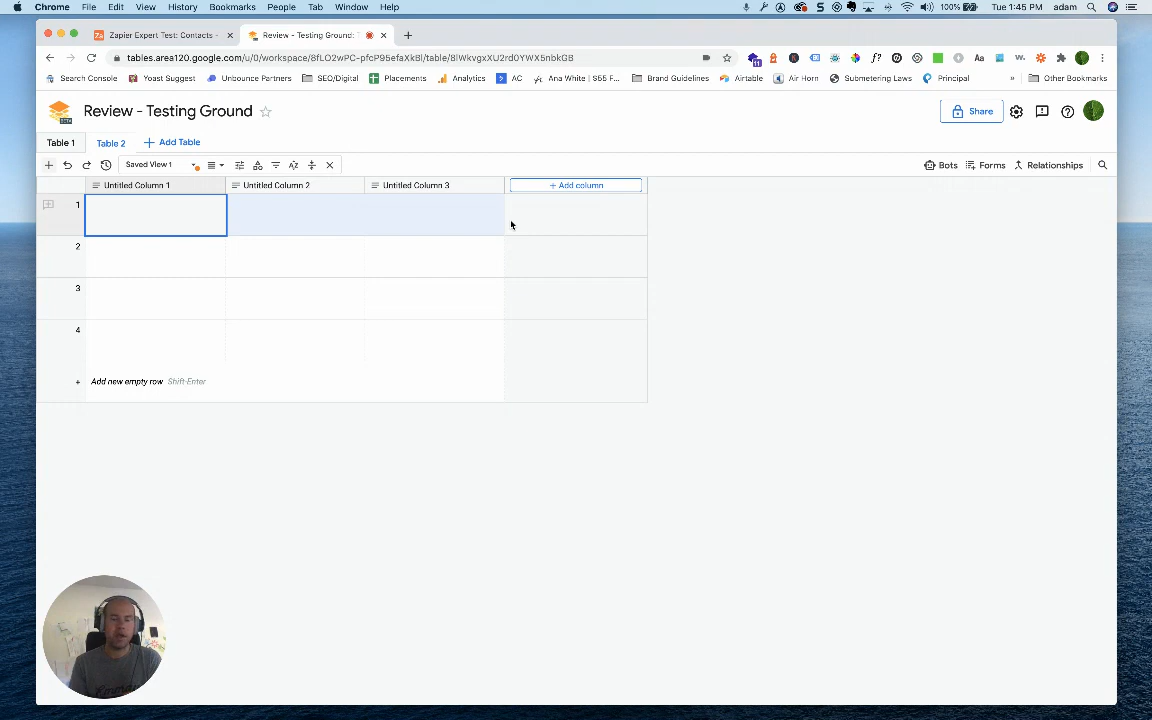 Chrome File Edit View History Bookmarks People Tab Window Help 100% Tue 1:45 PM adam
Zapier Expert Test: Contacts - Review - Testing Ground:
tables.area120.google.com/u/0/workspace/8fLO2wPC-pfcP95efaXkBl/table/8lWkvgxXU2rd0YWX5nbkGB
Search Console Yoast Suggest Unbounce Partners SEO/Digital Placements Analytics AC Ana White | S55 F... Brand Guidelines Airtable Air Horn Submetering Laws Principal » Other Bookmarks
Review - Testing Ground Share
BETA
Table 1 Table 2 Add Table
Saved View 1 Bots Forms Relationships
Untitled Column 1 Untitled Column 2 Untitled Column 3 + Add column
1
2
3
4
+ Add new empty row Shift-Enter